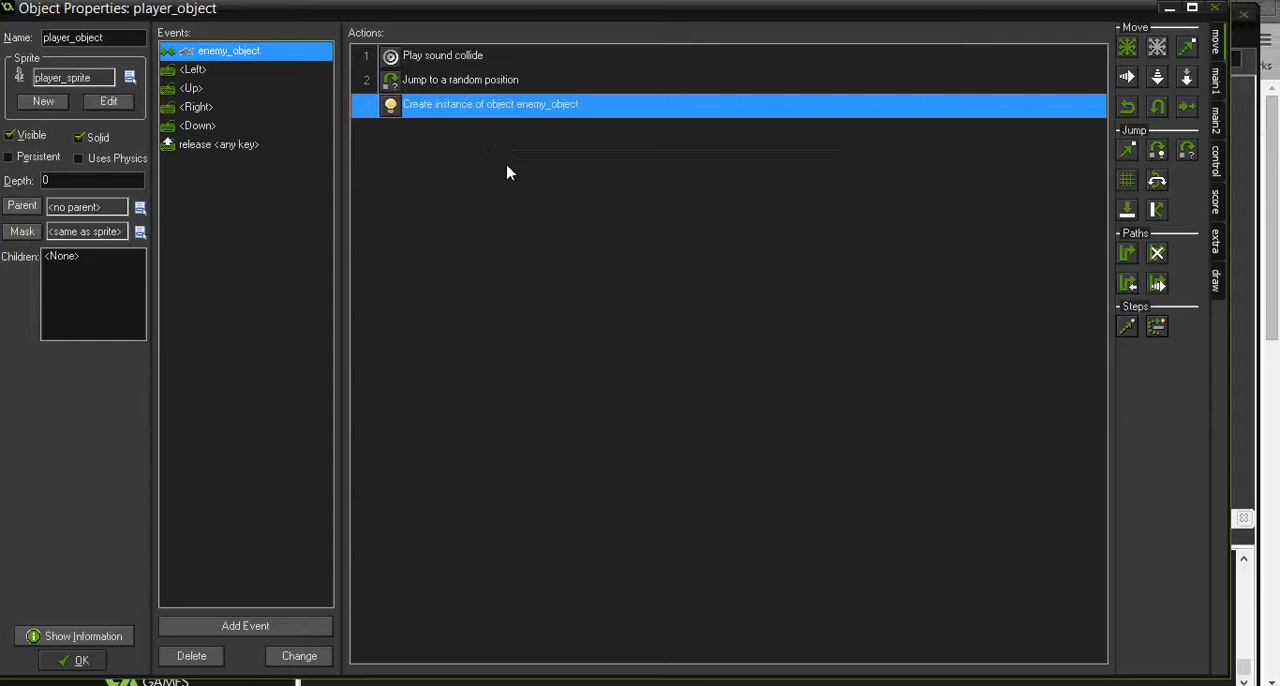 Object Properties: player_object
Name: player_object
Sprite
player_sprite
New Edit
Visible Solid
Persistent Uses Physics
Depth: 0
Parent <no parent>
Mask <same as sprite>
Children: <None>
Show Information
OK
Events:
enemy_object
<Left>
<Up>
<Right>
<Down>
release <any key>
Add Event
Delete Change
Actions:
1 Play sound collide
2 Jump to a random position
Create instance of object enemy_object
Move
Jump
Paths
Steps
move
main1
main2
control
score
extra
draw
rks
GAMES